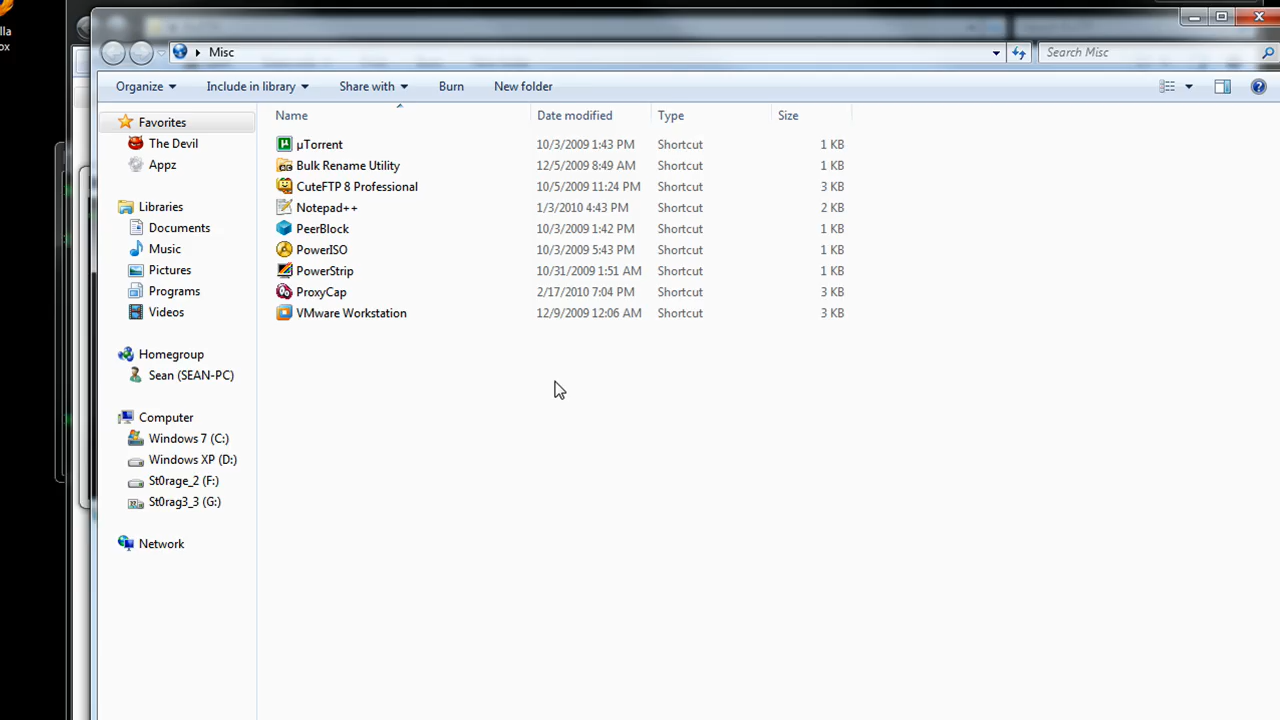 lla
ox
Misc
Search Misc
Organize
Include in library
Share with
Burn
New folder
Name
Date modified
Type
Size
Favorites
The Devil
Appz
Libraries
Documents
Music
Pictures
Programs
Videos
Homegroup
Sean (SEAN-PC)
Computer
Windows 7 (C:)
Windows XP (D:)
St0rage_2 (F:)
St0rag3_3 (G:)
Network
µTorrent 10/3/2009 1:43 PM Shortcut 1 KB
Bulk Rename Utility 12/5/2009 8:49 AM Shortcut 1 KB
CuteFTP 8 Professional 10/5/2009 11:24 PM Shortcut 3 KB
Notepad++ 1/3/2010 4:43 PM Shortcut 2 KB
PeerBlock 10/3/2009 1:42 PM Shortcut 1 KB
PowerISO 10/3/2009 5:43 PM Shortcut 1 KB
PowerStrip 10/31/2009 1:51 AM Shortcut 1 KB
ProxyCap 2/17/2010 7:04 PM Shortcut 3 KB
VMware Workstation 12/9/2009 12:06 AM Shortcut 3 KB